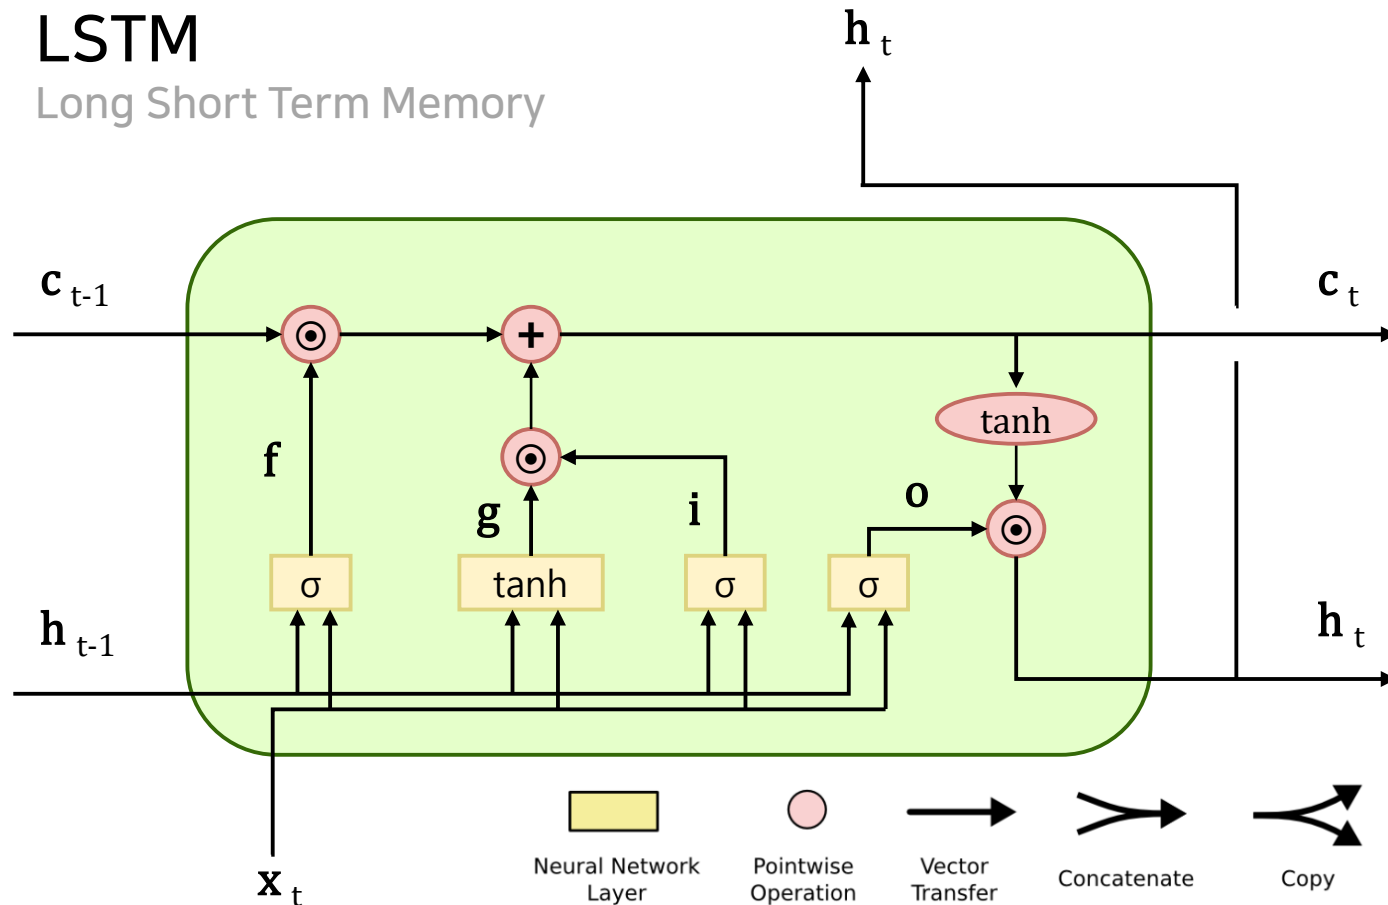 LSTM
Long Short Term Memory
h t
c t-1
c t
+
tanh
f
o
g
i
σ
tanh
σ
σ
h t-1
h t
x t
Neural Network
Layer
Pointwise
Operation
Vector
Transfer
Concatenate
Copy